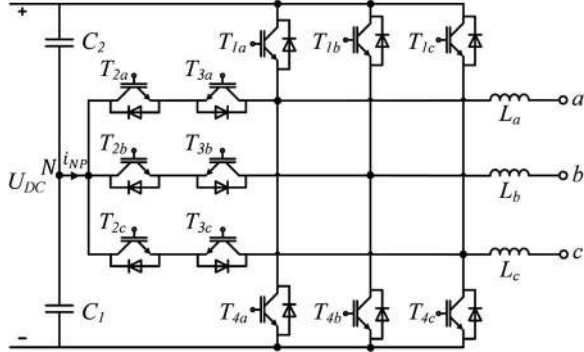 +
C2
T1a
T1b
T1c
T2a
T3a
a
La
T2b
T3b
N
iNP
UDC
b
Lb
T2c
T3c
c
Lc
C1
T4a
T4b
T4c
−